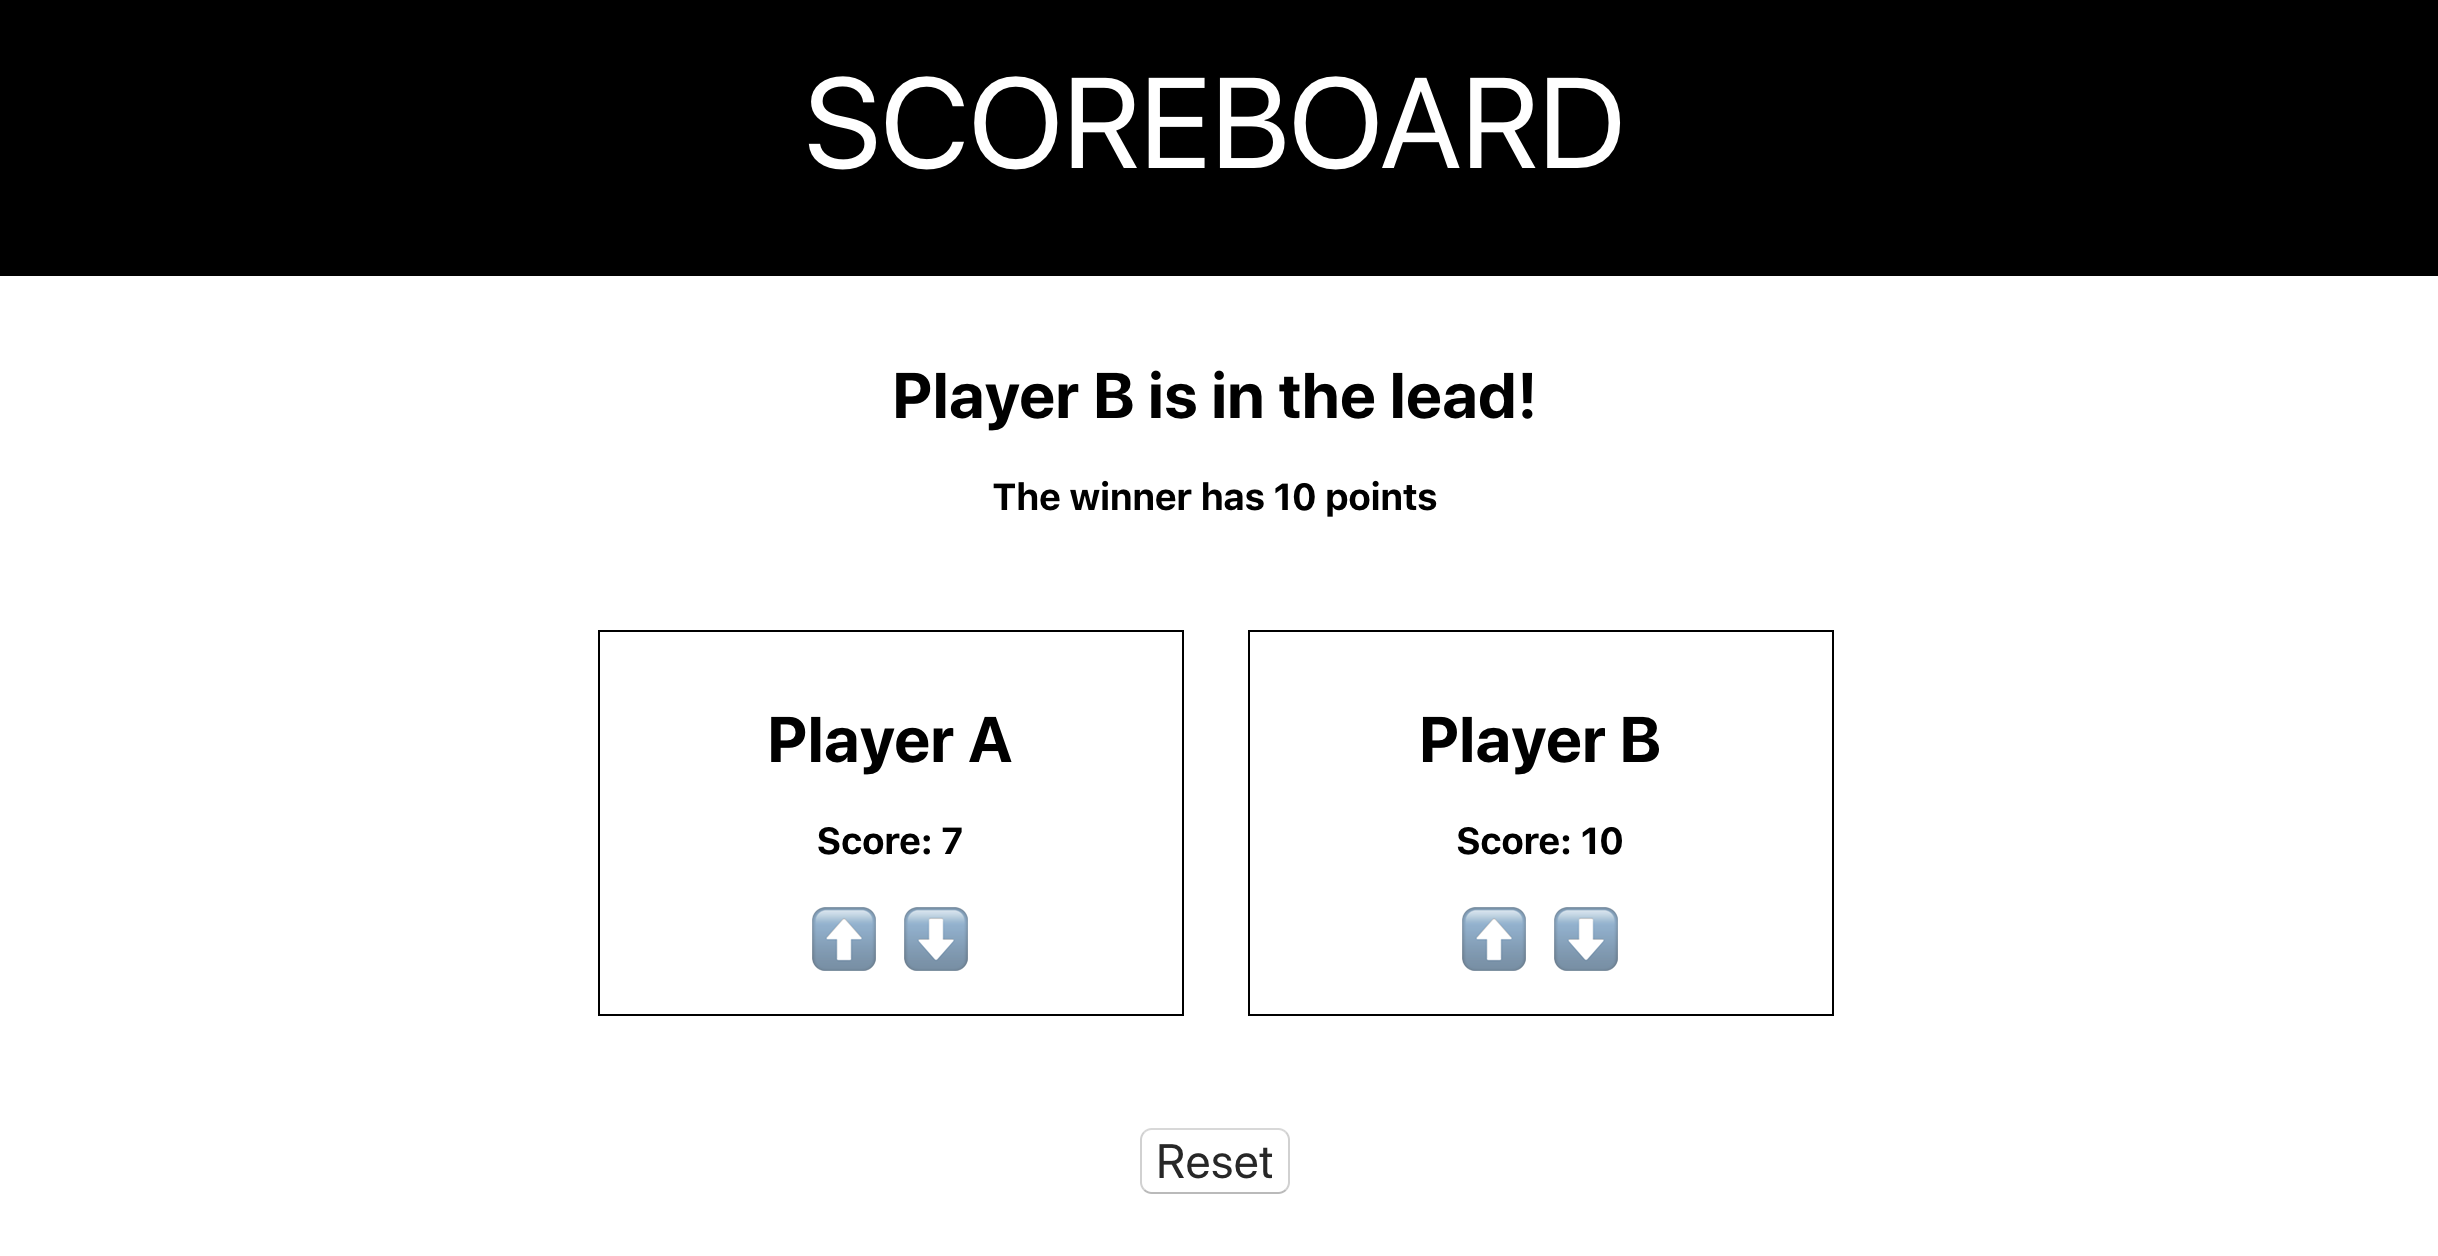 SCOREBOARD
Player B is in the lead!
The winner has 10 points
Player A
Score: 7
Player B
Score: 10
Reset